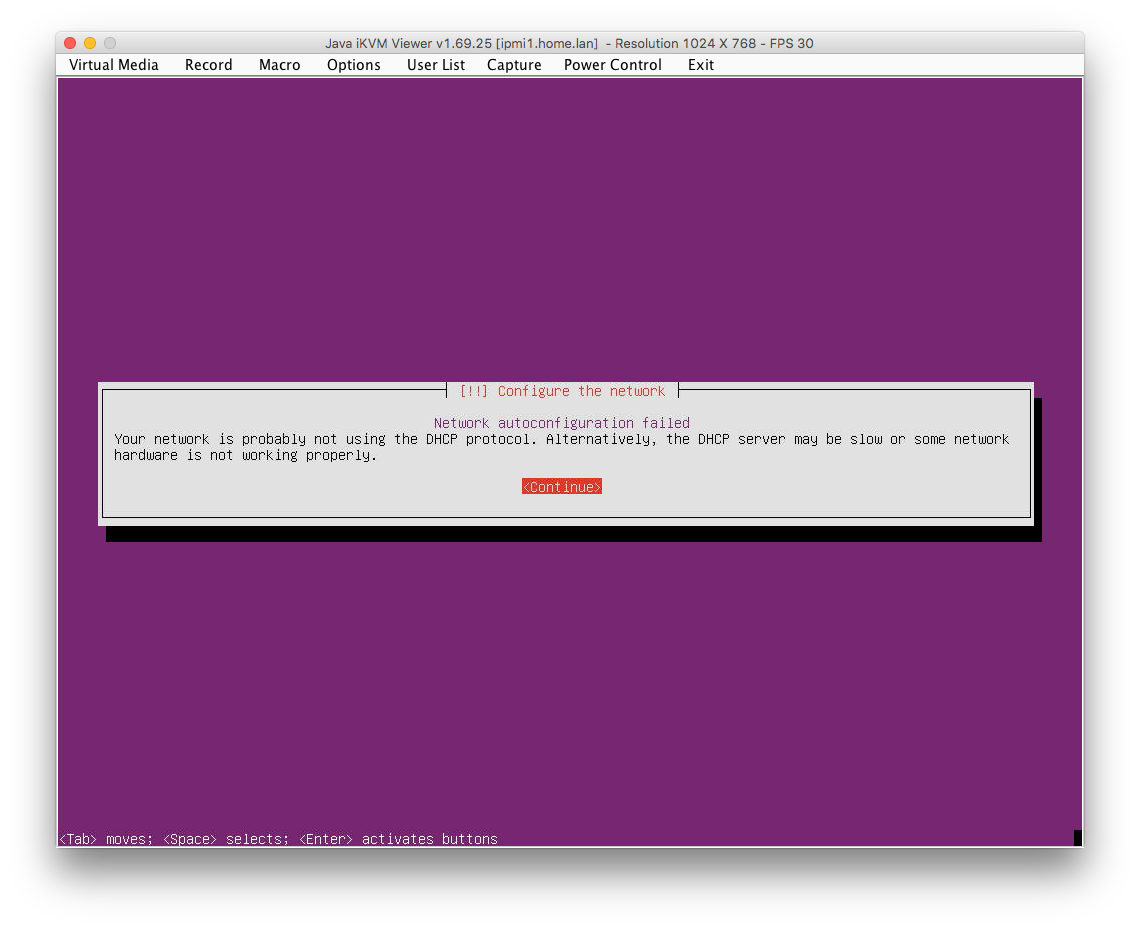 Java iKVM Viewer v1.69.25 [ipmi1.home.lan]  - Resolution 1024 X 768 - FPS 30
Virtual Media Record Macro Options User List Capture Power Control Exit
[!!] Configure the network
Network autoconfiguration failed
Your network is probably not using the DHCP protocol. Alternatively, the DHCP server may be slow or some network
hardware is not working properly.
<Continue>
<Tab> moves; <Space> selects; <Enter> activates buttons